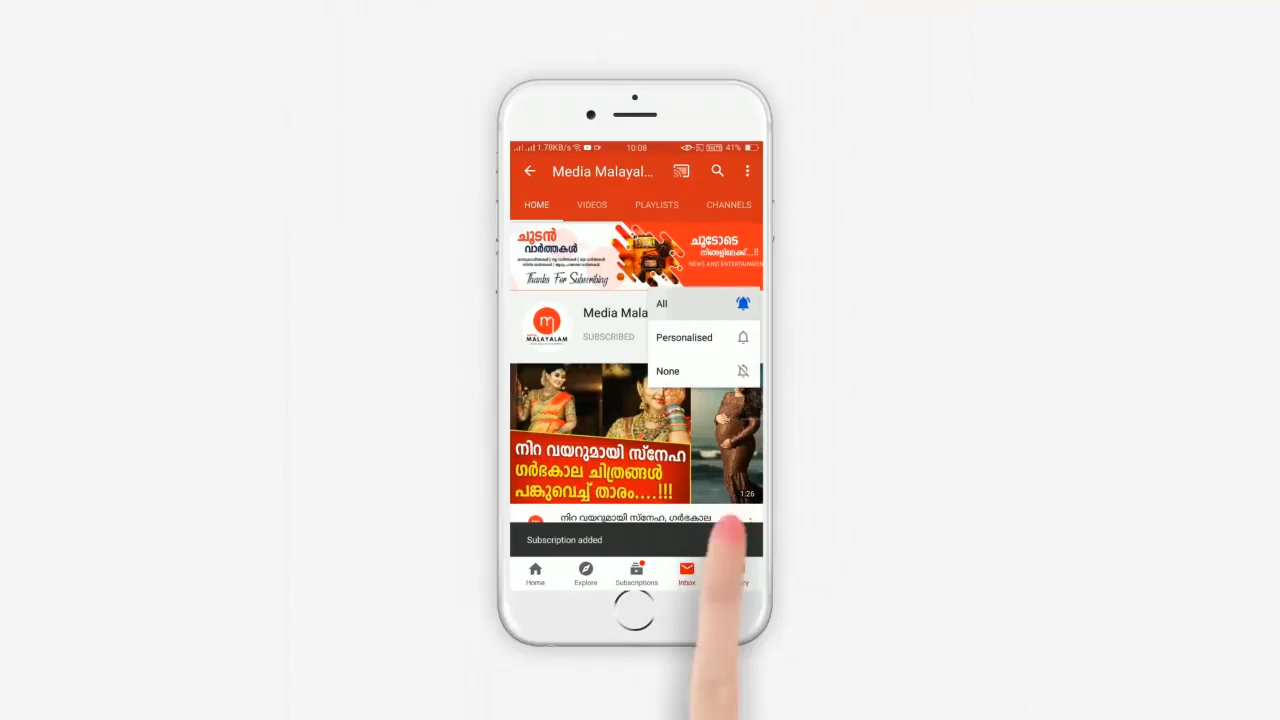 1.78KB/s 10:08 41%
Media Malayal...
HOME VIDEOS PLAYLISTS CHANNELS
ചൂടൻ
വാർത്തകൾ
Thanks For Subscribing
ചൂടോടെ
നിങ്ങളിലേക്ക്...!!
NEWS AND ENTERTAINMEN
All
Personalised
None
Media Mala
SUBSCRIBED
m
MALAYALAM
നിറ വയറുമായി സ്നേഹ
ഗർഭകാല ചിത്രങ്ങൾ
പങ്കുവെച്ച് താരം....!!!
1:26
നിറ വയറുമായി സ്നേഹ, ഗർഭകാല
Subscription added
Home Explore Subscriptions Inbox